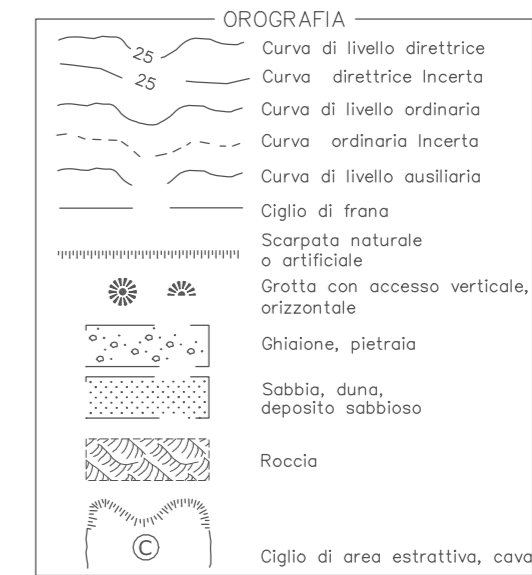 OROGRAFIA
25
Curva di livello direttrice
25
Curva direttrice Incerta
Curva di livello ordinaria
Curva ordinaria Incerta
Curva di livello ausiliaria
Ciglio di frana
Scarpata naturale
o artificiale
Grotta con accesso verticale,
orizzontale
Ghiaione, pietraia
Sabbia, duna,
deposito sabbioso
Roccia
C
Ciglio di area estrattiva, cava